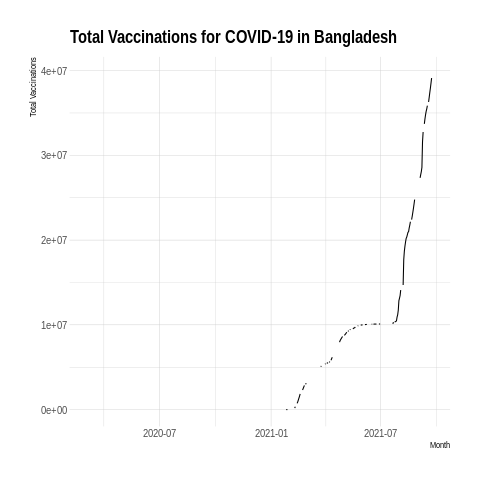 Total Vaccinations for COVID-19 in Bangladesh
Total Vaccinations
4e+07
3e+07
2e+07
1e+07
0e+00
2020-07 2021-01 2021-07
Month